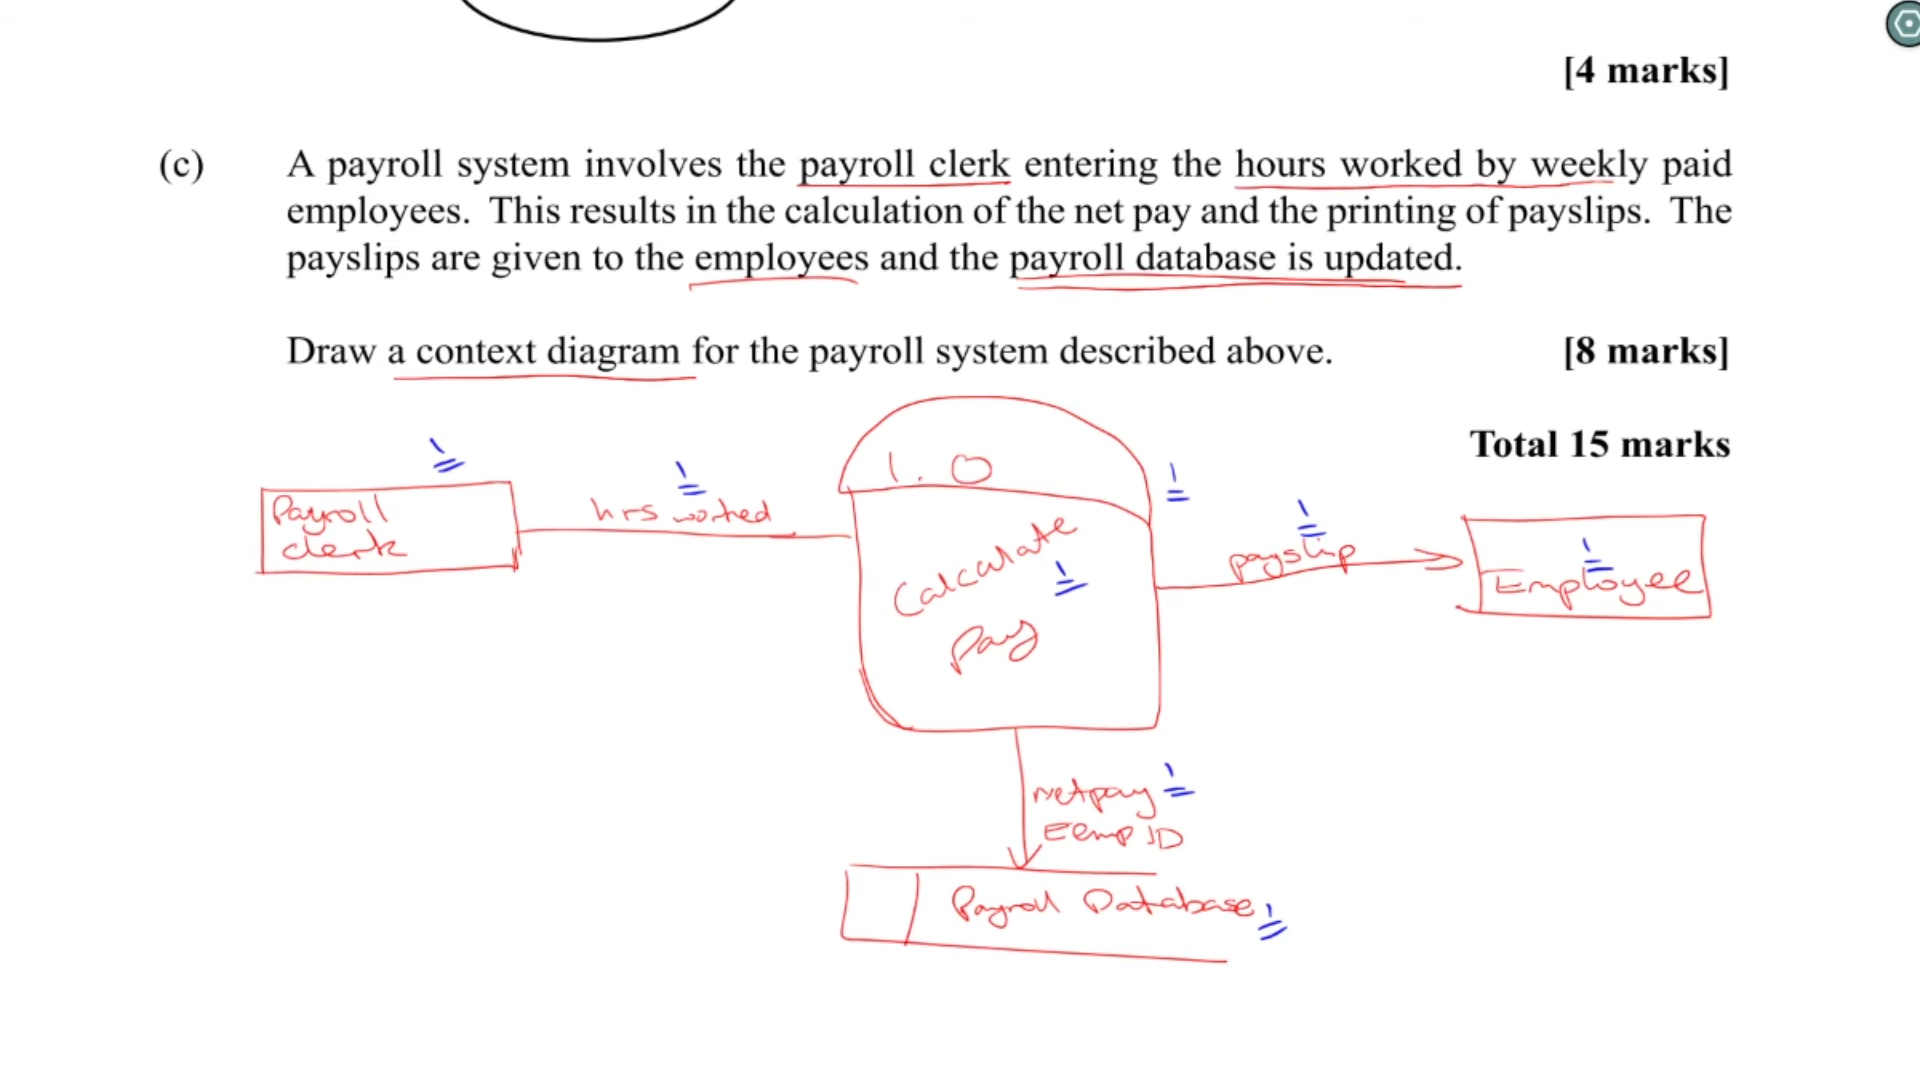 [4 marks]
(c) A payroll system involves the payroll clerk entering the hours worked by weekly paid
employees. This results in the calculation of the net pay and the printing of payslips. The
payslips are given to the employees and the payroll database is updated.
Draw a context diagram for the payroll system described above. [8 marks]
Total 15 marks
1.0
Payroll
clerk
hrs worked
Calculate
Pay
payslip
Employee
netpay
Eemp ID
Payroll Database